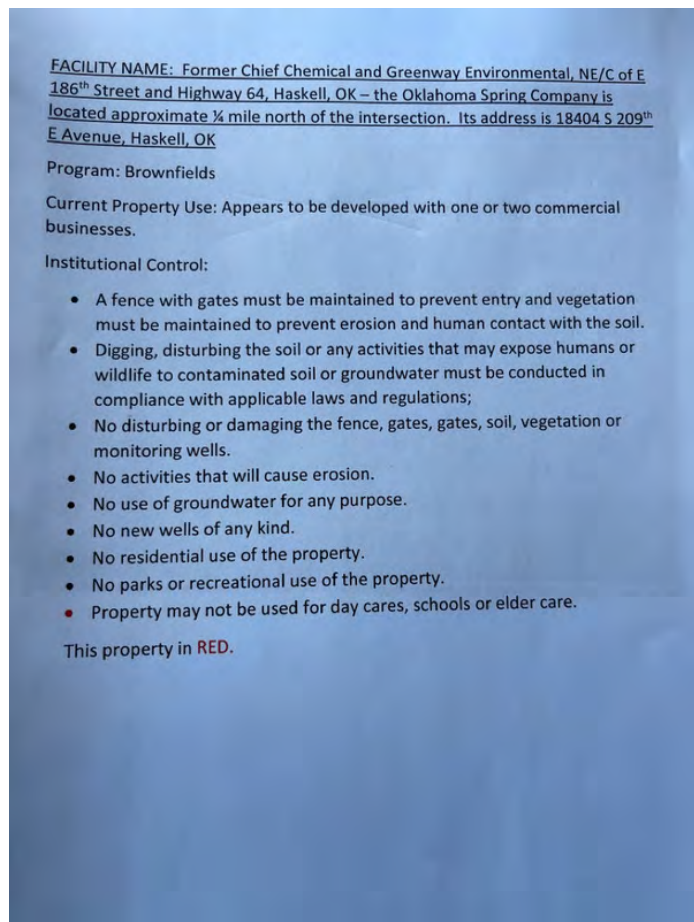 FACILITY NAME: Former Chief Chemical and Greenway Environmental, NE/C of E
186th Street and Highway 64, Haskell, OK – the Oklahoma Spring Company is
located approximate ¼ mile north of the intersection. Its address is 18404 S 209th
E Avenue, Haskell, OK
Program: Brownfields
Current Property Use: Appears to be developed with one or two commercial
businesses.
Institutional Control:
• A fence with gates must be maintained to prevent entry and vegetation
must be maintained to prevent erosion and human contact with the soil.
• Digging, disturbing the soil or any activities that may expose humans or
wildlife to contaminated soil or groundwater must be conducted in
compliance with applicable laws and regulations;
• No disturbing or damaging the fence, gates, gates, soil, vegetation or
monitoring wells.
• No activities that will cause erosion.
• No use of groundwater for any purpose.
• No new wells of any kind.
• No residential use of the property.
• No parks or recreational use of the property.
• Property may not be used for day cares, schools or elder care.
This property in RED.